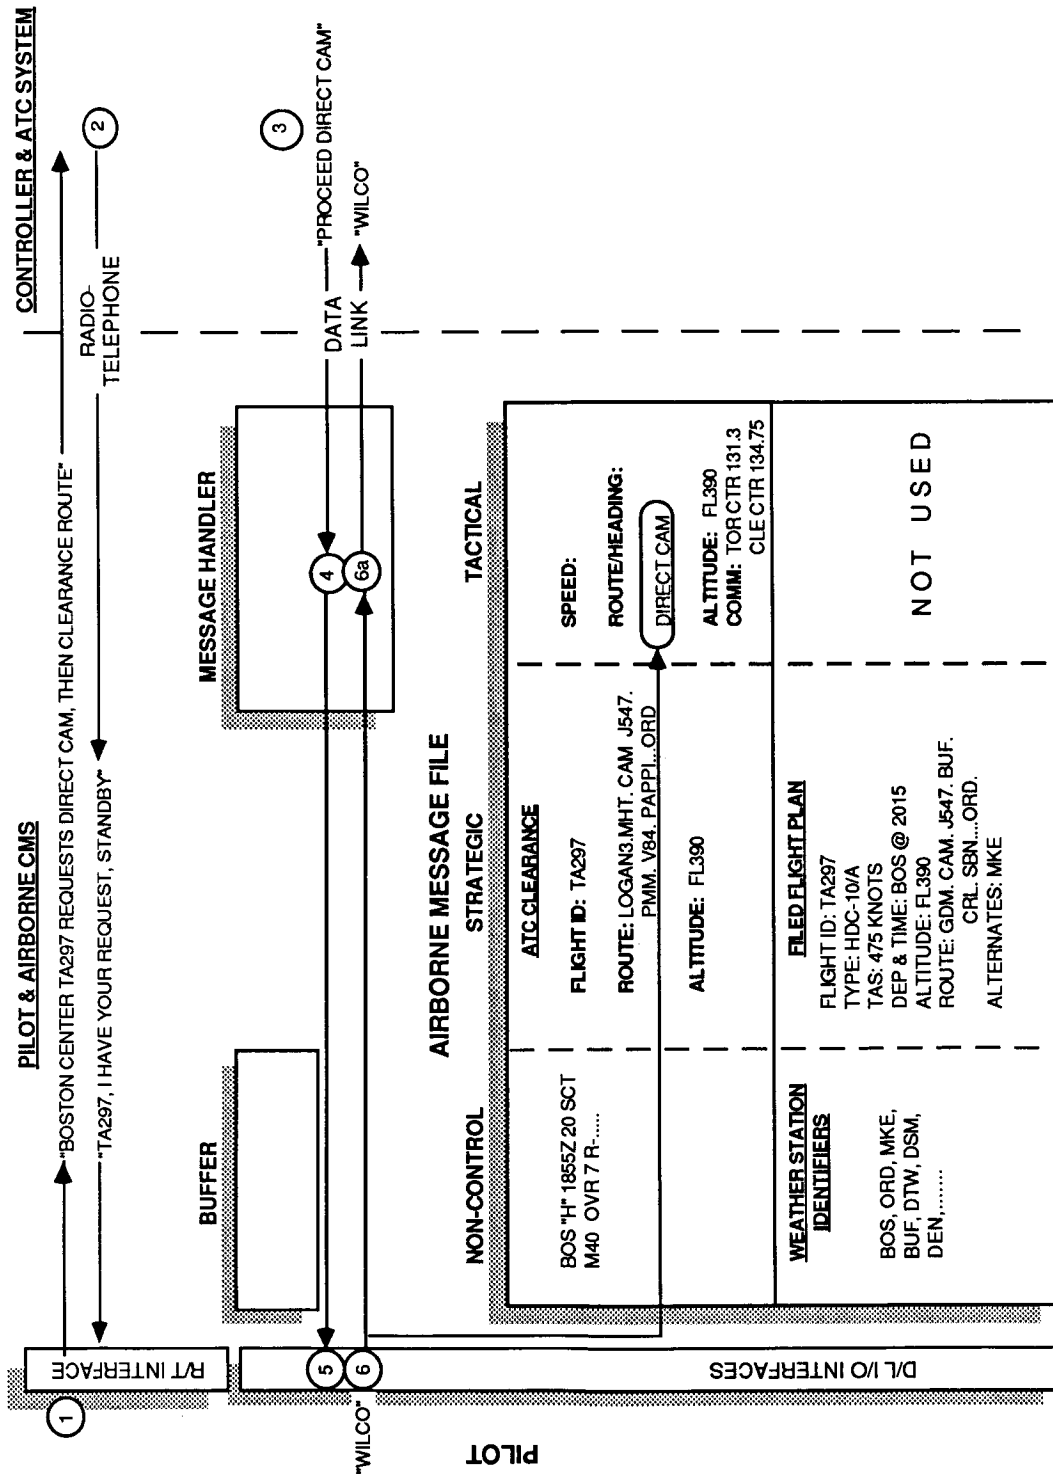 PILOT & AIRBORNE CMS
CONTROLLER & ATC SYSTEM
1
"BOSTON CENTER TA297 REQUESTS DIRECT CAM, THEN CLEARANCE ROUTE"
"TA297, I HAVE YOUR REQUEST, STANDBY"
RADIO-
TELEPHONE
2
R/T INTERFACE
BUFFER
MESSAGE HANDLER
3
4
"PROCEED DIRECT CAM"
DATA
LINK
5
6
6a
"WILCO"
"WILCO"
PILOT
D/L I/O INTERFACES
AIRBORNE MESSAGE FILE
NON-CONTROL
STRATEGIC
TACTICAL
BOS "H" 1855Z 20 SCT
M40 OVR 7 R-.....
ATC CLEARANCE
FLIGHT ID: TA297
ROUTE: LOGAN3.MHT. CAM J547.
PMM. V84. PAPPI...ORD
ALTITUDE: FL390
SPEED:
ROUTE/HEADING:
DIRECT CAM
ALTITUDE: FL390
COMM: TOR CTR 131.3
CLE CTR 134.75
WEATHER STATION
IDENTIFIERS
BOS, ORD, MKE,
BUF, DTW, DSM,
DEN,.......
FILED FLIGHT PLAN
FLIGHT ID: TA297
TYPE: HDC-10/A
TAS: 475 KNOTS
DEP & TIME: BOS @ 2015
ALTITUDE: FL390
ROUTE: GDM. CAM. J547. BUF.
CRL. SBN....ORD.
ALTERNATES: MKE
NOT USED